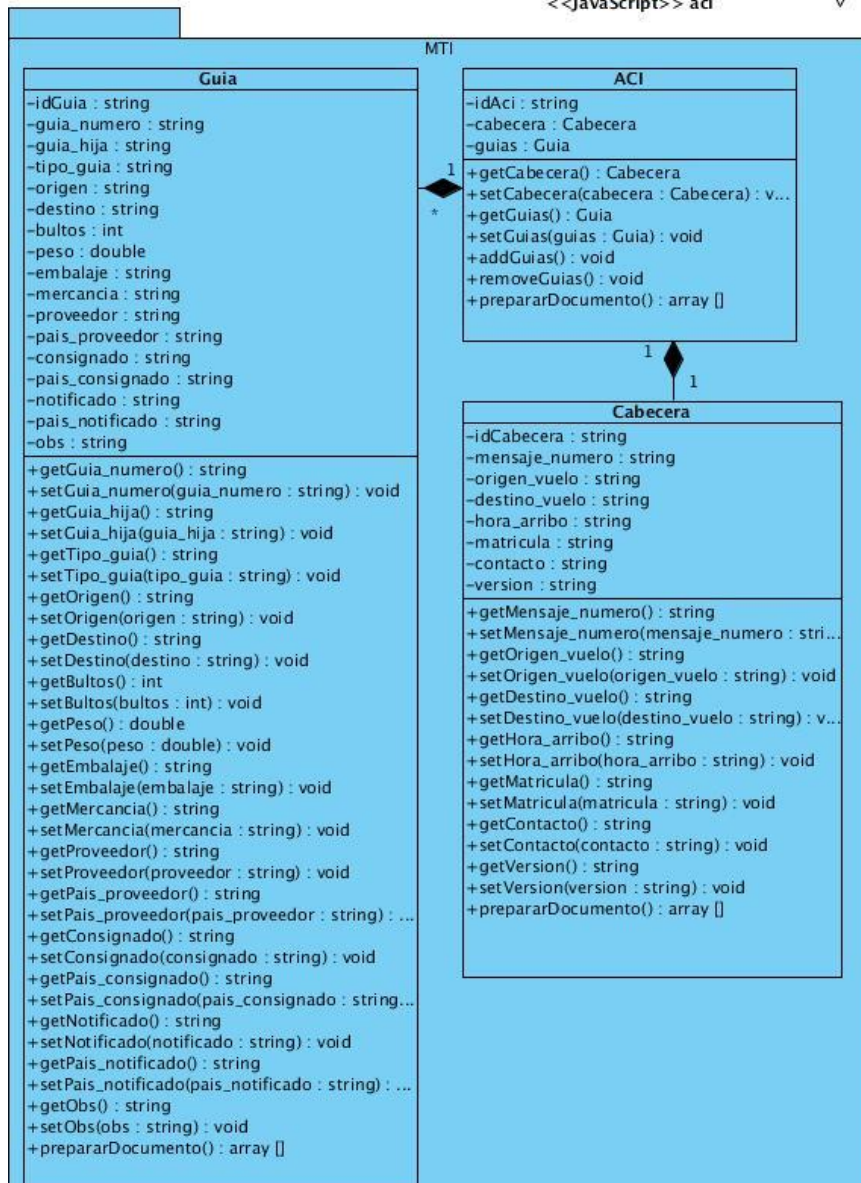 <<JavaScript>> aci
MTI
Guia
-idGuia : string
-guia_numero : string
-guia_hija : string
-tipo_guia : string
-origen : string
-destino : string
-bultos : int
-peso : double
-embalaje : string
-mercancia : string
-proveedor : string
-pais_proveedor : string
-consignado : string
-pais_consignado : string
-notificado : string
-pais_notificado : string
-obs : string
+getGuia_numero() : string
+setGuia_numero(guia_numero : string) : void
+getGuia_hija() : string
+setGuia_hija(guia_hija : string) : void
+getTipo_guia() : string
+setTipo_guia(tipo_guia : string) : void
+getOrigen() : string
+setOrigen(origen : string) : void
+getDestino() : string
+setDestino(destino : string) : void
+getBultos() : int
+setBultos(bultos : int) : void
+getPeso() : double
+setPeso(peso : double) : void
+getEmbalaje() : string
+setEmbalaje(embalaje : string) : void
+getMercancia() : string
+setMercancia(mercancia : string) : void
+getProveedor() : string
+setProveedor(proveedor : string) : void
+getPais_proveedor() : string
+setPais_proveedor(pais_proveedor : string) : ...
+getConsignado() : string
+setConsignado(consignado : string) : void
+getPais_consignado() : string
+setPais_consignado(pais_consignado : string...
+getNotificado() : string
+setNotificado(notificado : string) : void
+getPais_notificado() : string
+setPais_notificado(pais_notificado : string) : ...
+getObs() : string
+setObs(obs : string) : void
+prepararDocumento() : array []
1
*
ACI
-idAci : string
-cabecera : Cabecera
-guias : Guia
+getCabecera() : Cabecera
+setCabecera(cabecera : Cabecera) : v...
+getGuias() : Guia
+setGuias(guias : Guia) : void
+addGuias() : void
+removeGuias() : void
+prepararDocumento() : array []
1
1
Cabecera
-idCabecera : string
-mensaje_numero : string
-origen_vuelo : string
-destino_vuelo : string
-hora_arribo : string
-matricula : string
-contacto : string
-version : string
+getMensaje_numero() : string
+setMensaje_numero(mensaje_numero : stri...
+getOrigen_vuelo() : string
+setOrigen_vuelo(origen_vuelo : string) : void
+getDestino_vuelo() : string
+setDestino_vuelo(destino_vuelo : string) : v...
+getHora_arribo() : string
+setHora_arribo(hora_arribo : string) : void
+getMatricula() : string
+setMatricula(matricula : string) : void
+getContacto() : string
+setContacto(contacto : string) : void
+getVersion() : string
+setVersion(version : string) : void
+prepararDocumento() : array []